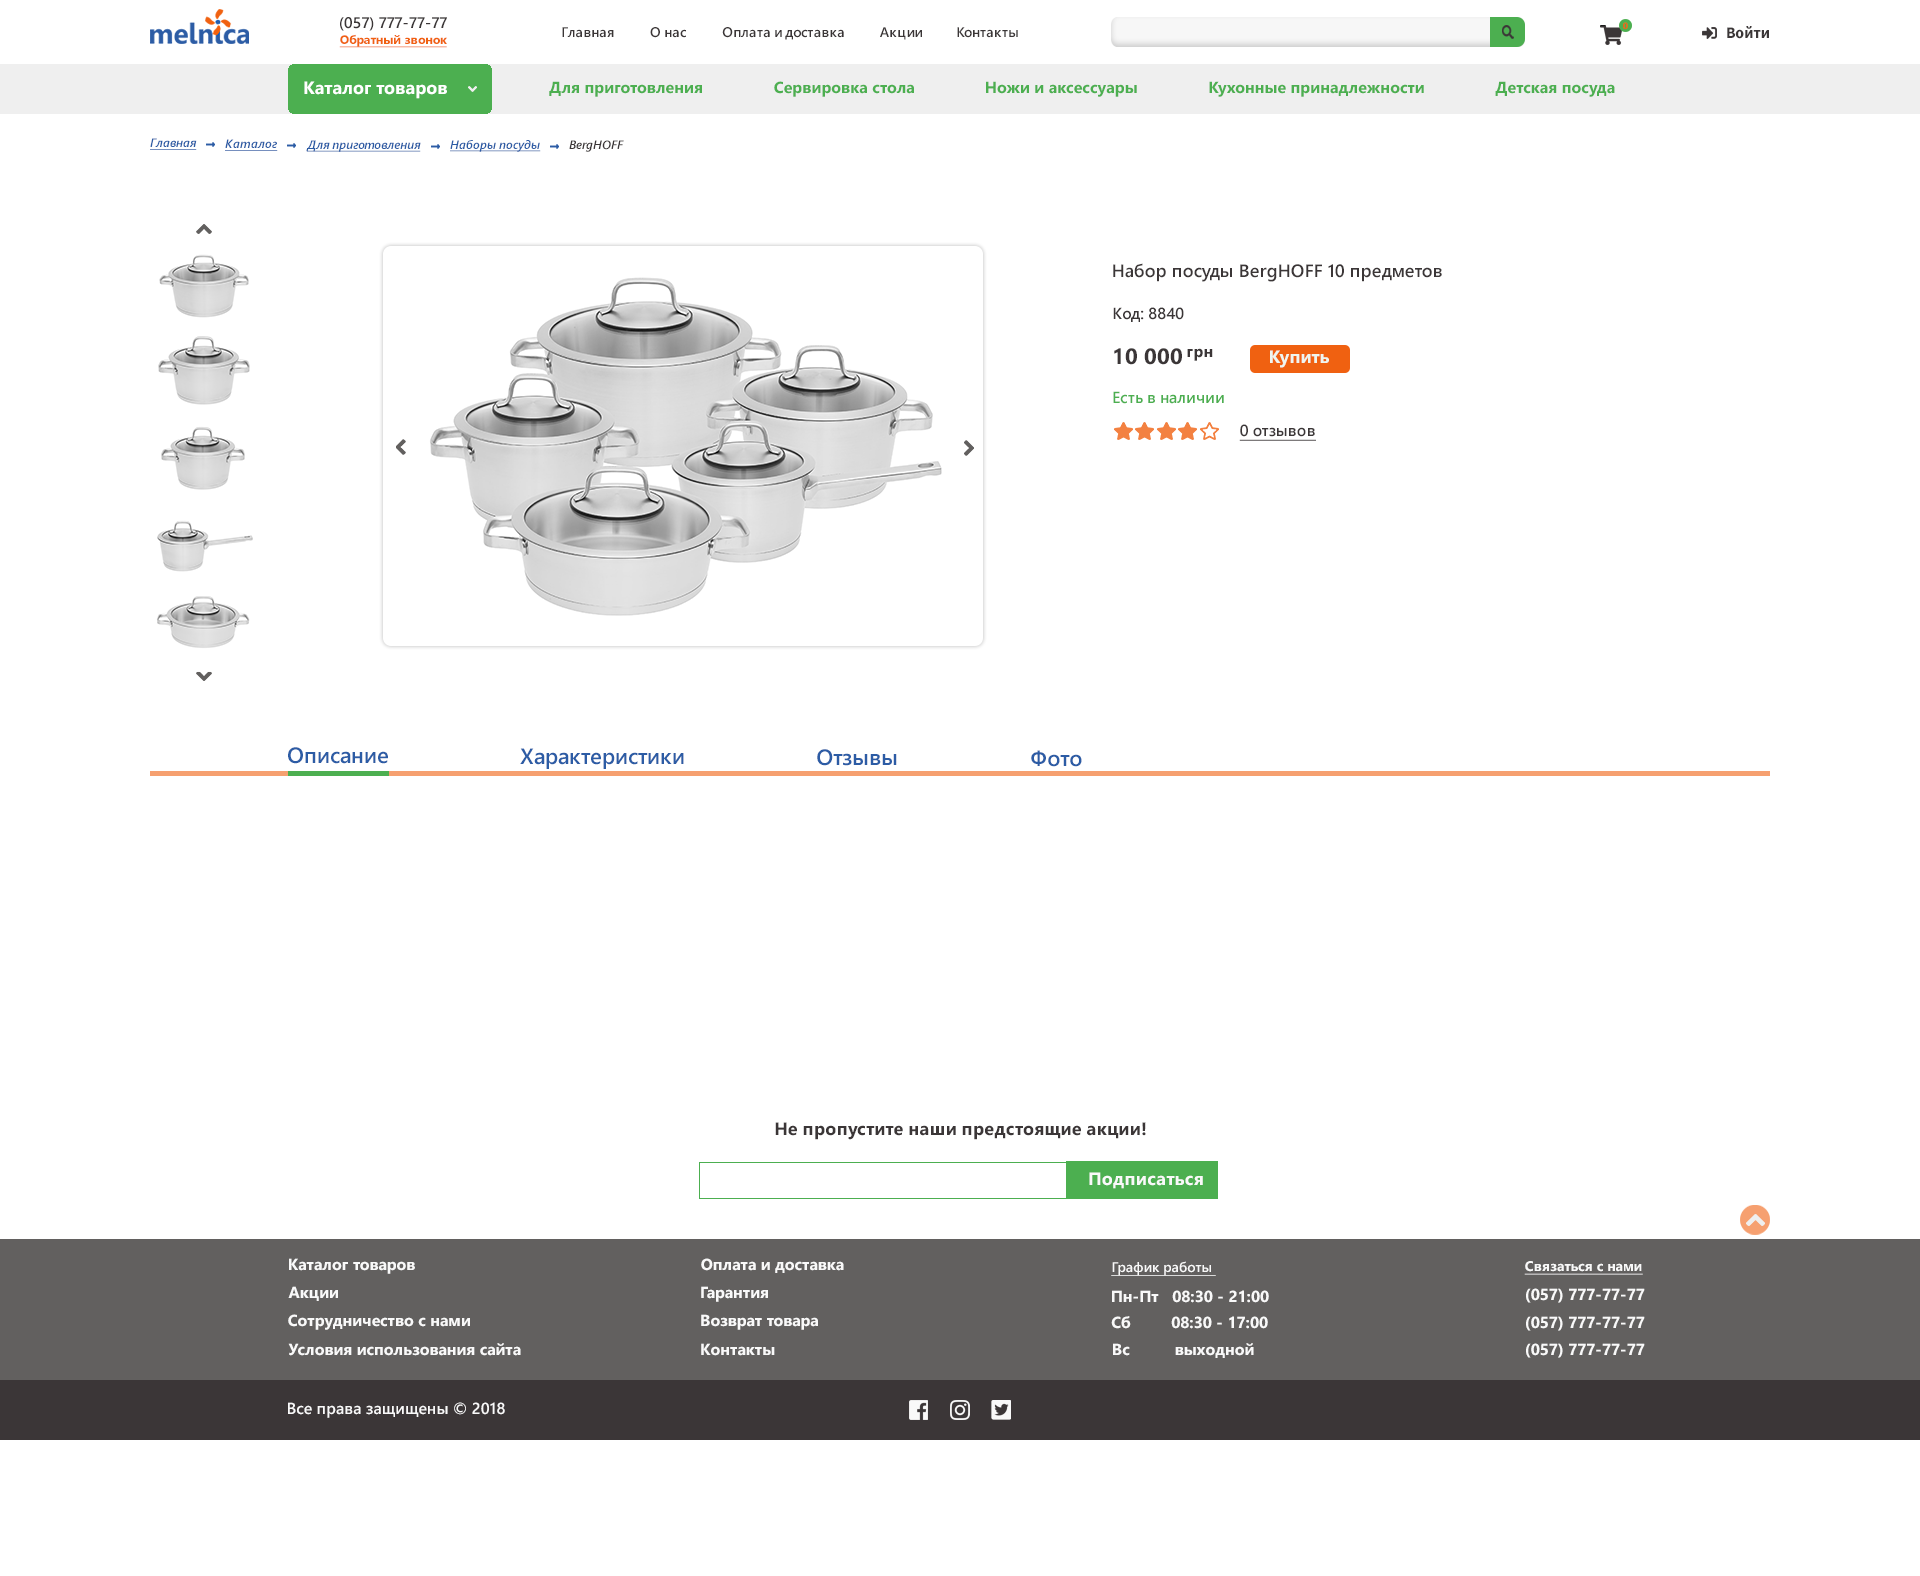 melnica
(057) 777-77-77
Обратный звонок
Главная О нас Оплата и доставка Акции Контакты
Войти
Каталог товаров
Для приготовления Сервировка стола Ножи и аксессуары Кухонные принадлежности Детская посуда
Главная Каталог Для приготовления Наборы посуды BergHOFF
Набор посуды BergHOFF 10 предметов
Код: 8840
10 000 грн Купить
Есть в наличии
0 отзывов
Описание Характеристики Отзывы Фото
Не пропустите наши предстоящие акции!
Подписаться
Каталог товаров
Акции
Сотрудничество с нами
Условия использования сайта
Оплата и доставка
Гарантия
Возврат товара
Контакты
График работы
Пн-Пт 08:30 - 21:00
Сб 08:30 - 17:00
Вс выходной
Связаться с нами
(057) 777-77-77
(057) 777-77-77
(057) 777-77-77
Все права защищены © 2018